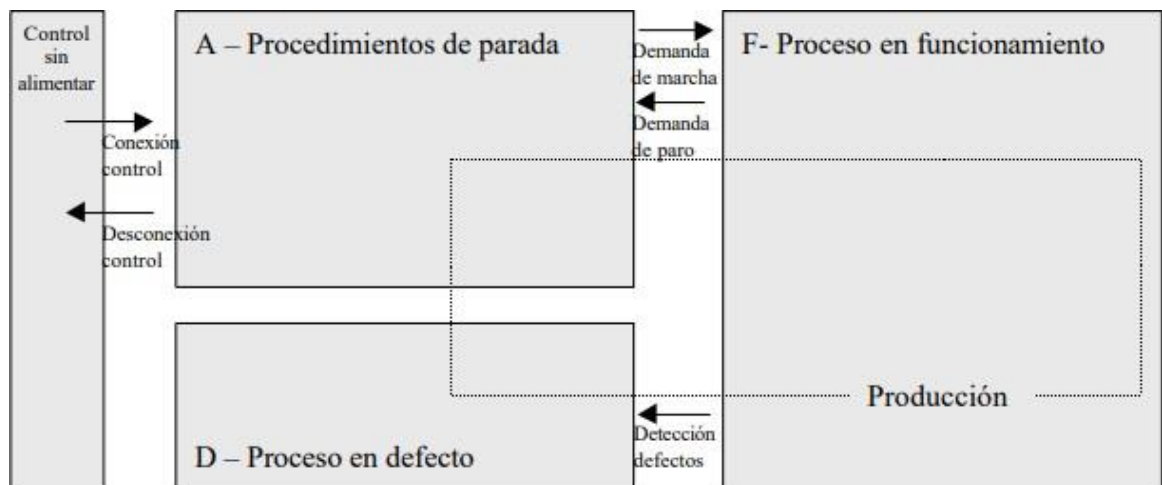 Control
sin
alimentar
A – Procedimientos de parada
F- Proceso en funcionamiento
Demanda
de marcha
Demanda
de paro
Conexión
control
Desconexión
control
Producción
Detección
defectos
D – Proceso en defecto